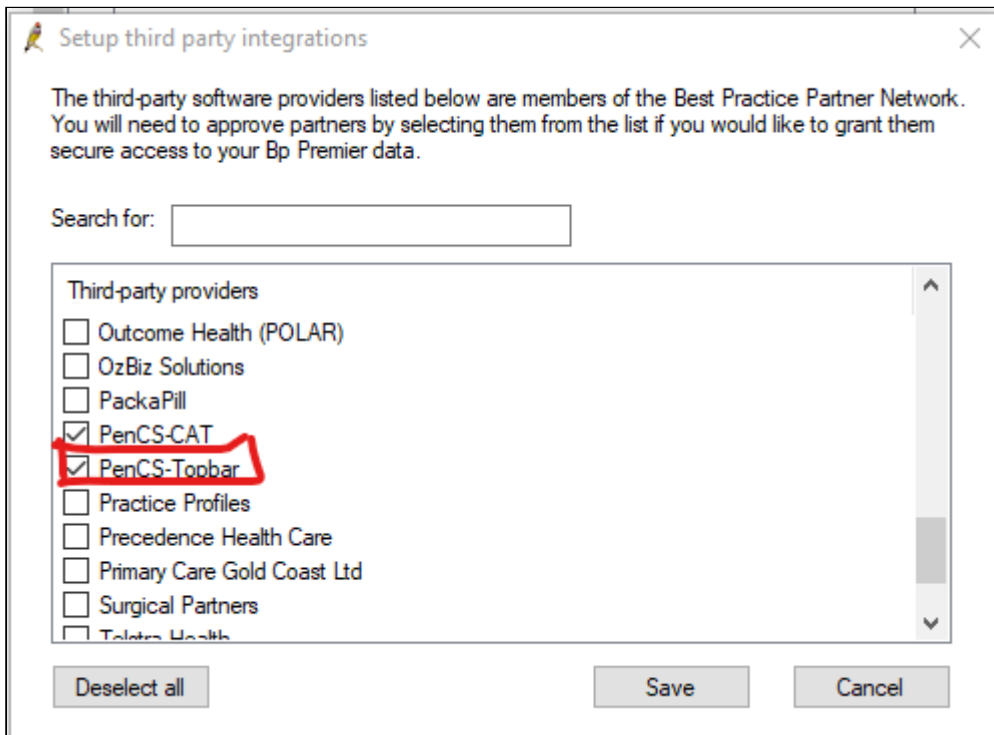 Setup third party integrations
The third-party software providers listed below are members of the Best Practice Partner Network.
You will need to approve partners by selecting them from the list if you would like to grant them
secure access to your Bp Premier data.
Search for:
Third-party providers
Outcome Health (POLAR)
OzBiz Solutions
PackaPill
PenCS-CAT
PenCS-Topbar
Practice Profiles
Precedence Health Care
Primary Care Gold Coast Ltd
Surgical Partners
Telstra Health
Deselect all
Save
Cancel